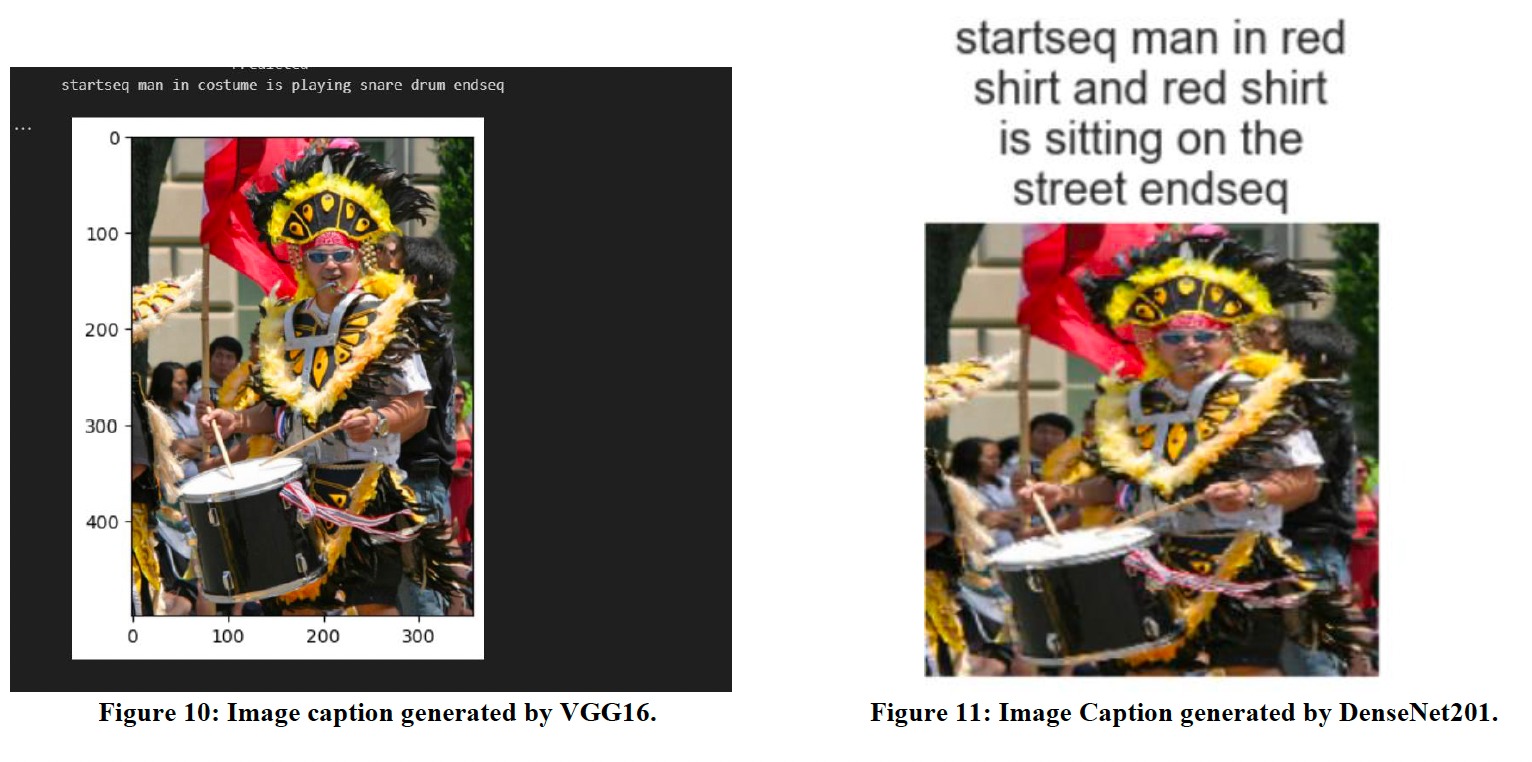 startseq man in costume is playing snare drum endseq
...
0
100
200
300
400
0 100 200 300
Figure 10: Image caption generated by VGG16.
startseq man in red
shirt and red shirt
is sitting on the
street endseq
Figure 11: Image Caption generated by DenseNet201.